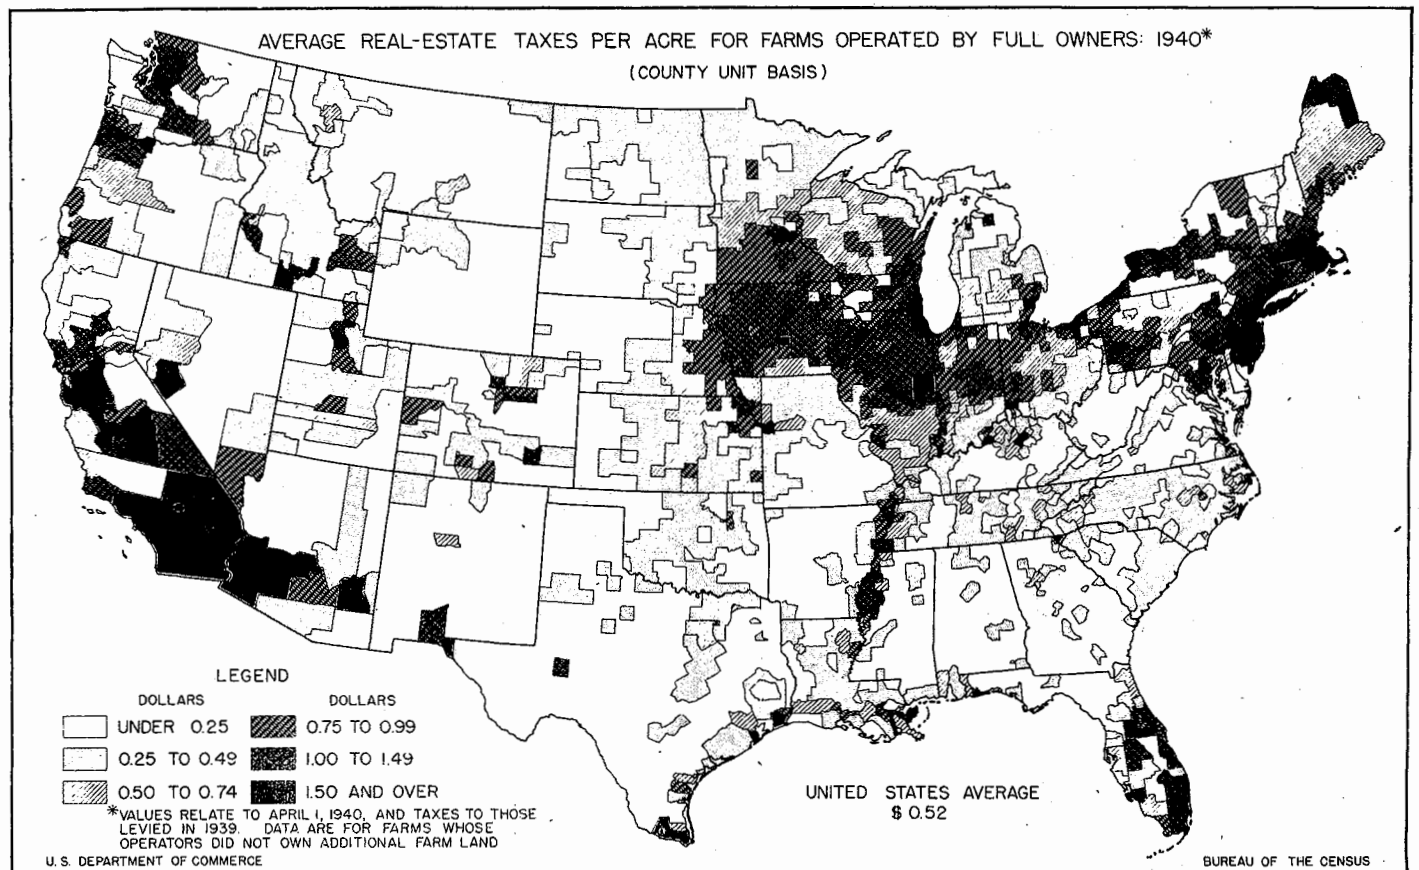 AVERAGE REAL-ESTATE TAXES PER ACRE FOR FARMS OPERATED BY FULL OWNERS: 1940*
(COUNTY UNIT BASIS)
LEGEND
DOLLARS DOLLARS
UNDER 0.25 0.75 TO 0.99
0.25 TO 0.49 1.00 TO 1.49
0.50 TO 0.74 1.50 AND OVER
*VALUES RELATE TO APRIL 1, 1940, AND TAXES TO THOSE
LEVIED IN 1939. DATA ARE FOR FARMS WHOSE
OPERATORS DID NOT OWN ADDITIONAL FARM LAND
UNITED STATES AVERAGE
$ 0.52
U.S. DEPARTMENT OF COMMERCE BUREAU OF THE CENSUS